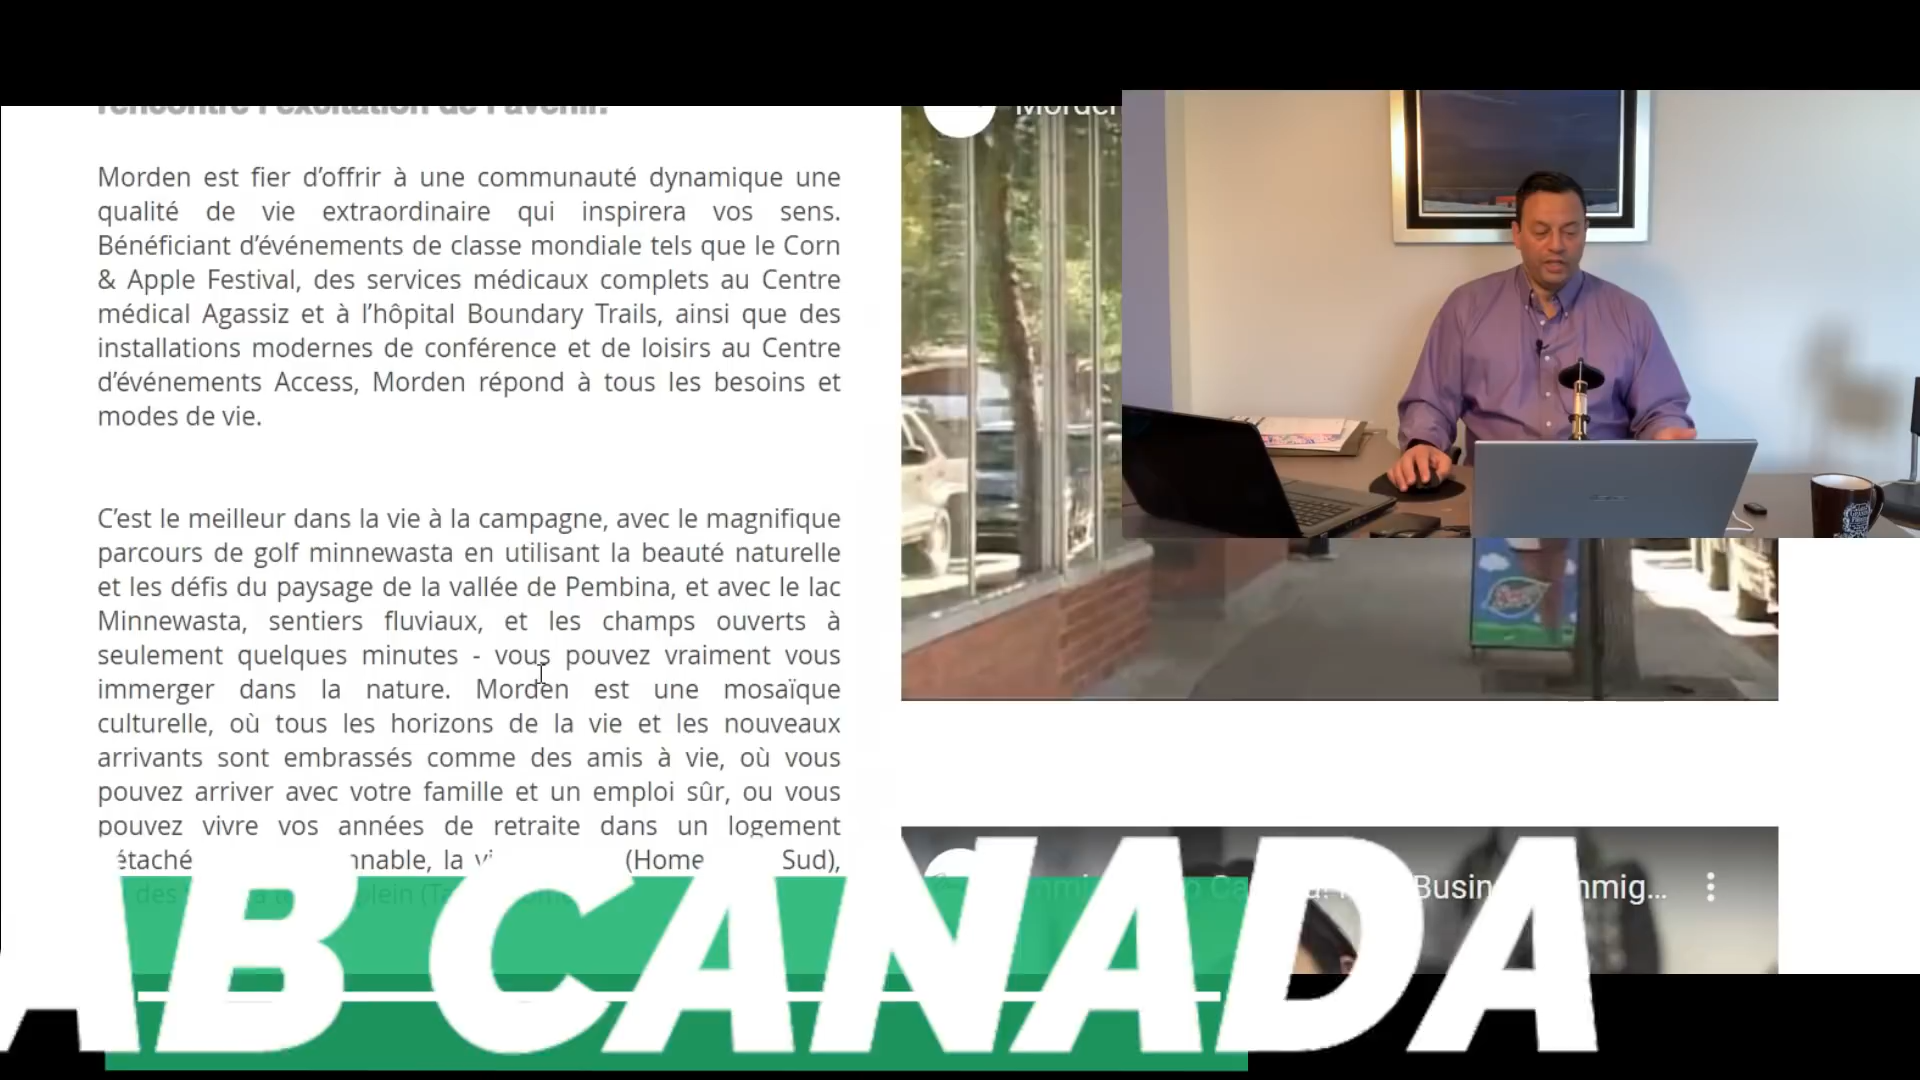 rencontre l'excitation de l'avenir.
Morden est fier d’offrir à une communauté dynamique une
qualité de vie extraordinaire qui inspirera vos sens.
Bénéficiant d’événements de classe mondiale tels que le Corn
& Apple Festival, des services médicaux complets au Centre
médical Agassiz et à l’hôpital Boundary Trails, ainsi que des
installations modernes de conférence et de loisirs au Centre
d’événements Access, Morden répond à tous les besoins et
modes de vie.
C’est le meilleur dans la vie à la campagne, avec le magnifique
parcours de golf minnewasta en utilisant la beauté naturelle
et les défis du paysage de la vallée de Pembina, et avec le lac
Minnewasta, sentiers fluviaux, et les champs ouverts à
seulement quelques minutes - vous pouvez vraiment vous
immerger dans la nature. Morden est une mosaïque
culturelle, où tous les horizons de la vie et les nouveaux
arrivants sont embrassés comme des amis à vie, où vous
pouvez arriver avec votre famille et un emploi sûr, ou vous
pouvez vivre vos années de retraite dans un logement
(Home Sud),
Morden
Busin mmig...
AB CANADA